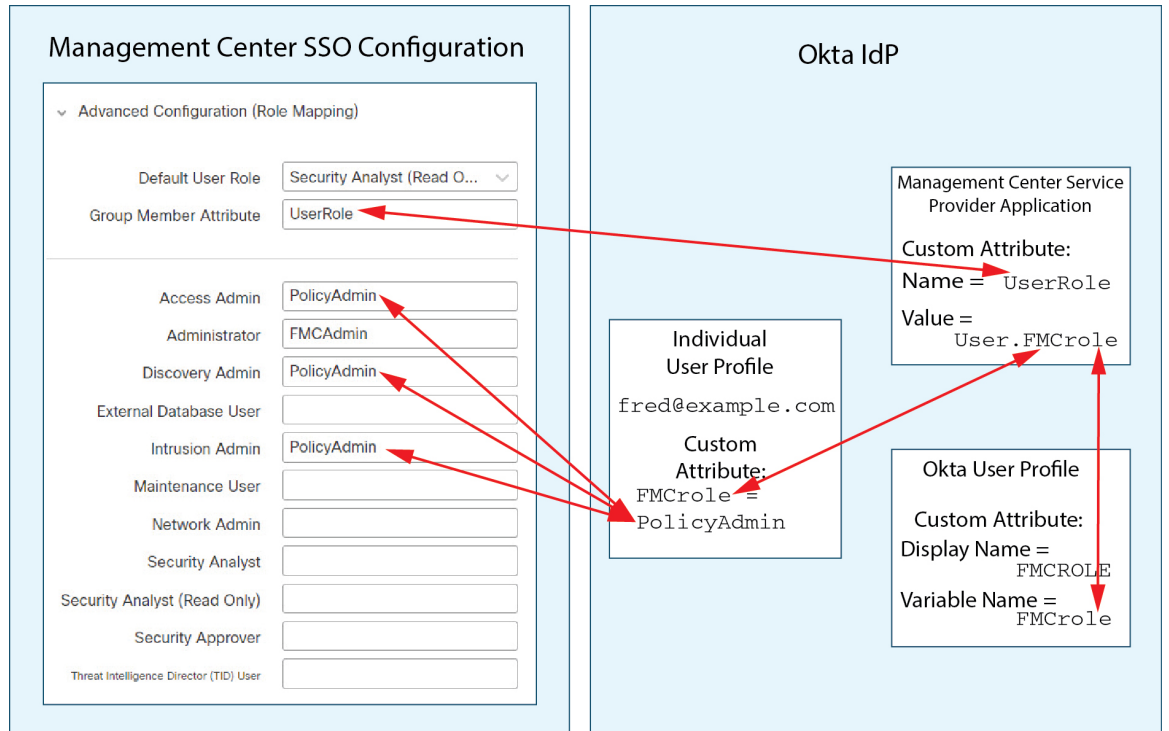 Management Center SSO Configuration
Advanced Configuration (Role Mapping)
Default User Role Security Analyst (Read O...
Group Member Attribute UserRole
Access Admin PolicyAdmin
Administrator FMCAdmin
Discovery Admin PolicyAdmin
External Database User
Intrusion Admin PolicyAdmin
Maintenance User
Network Admin
Security Analyst
Security Analyst (Read Only)
Security Approver
Threat Intelligence Director (TID) User
Okta IdP
Individual
User Profile
fred@example.com
Custom
Attribute:
FMCrole =
PolicyAdmin
Management Center Service
Provider Application
Custom Attribute:
Name = UserRole
Value =
User.FMCrole
Okta User Profile
Custom Attribute:
Display Name =
FMCROLE
Variable Name =
FMCrole